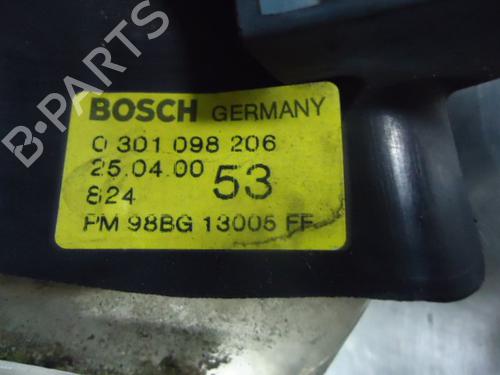 BOSCH GERMANY
0 301 098 206
25.04.00 53
824
PM 98BG 13005 FF
B-PARTS